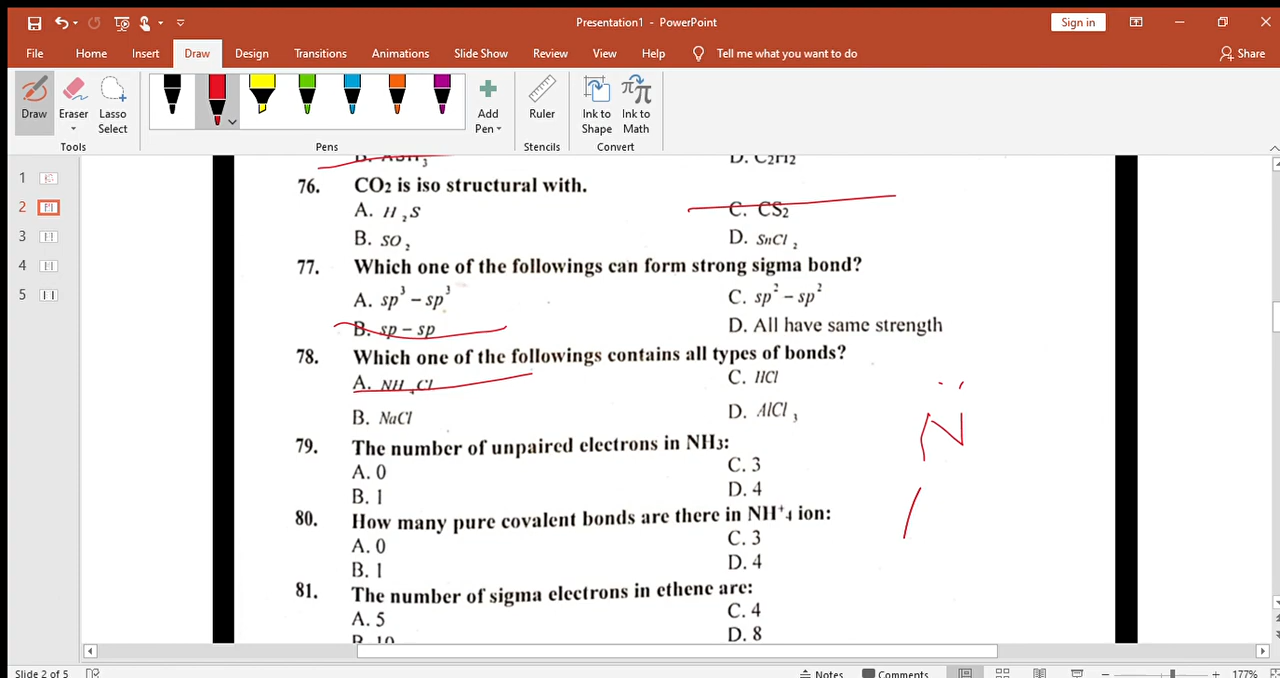 Presentation1 - PowerPoint
Sign in
File Home Insert Draw Design Transitions Animations Slide Show Review View Help Tell me what you want to do Share
Draw Eraser Lasso Select
Add Pen
Ruler
Ink to Shape
Ink to Math
Tools Pens Stencils Convert
1
2
3
4
5
D. C₂H₂
76. CO₂ is iso structural with.
A. H₂S C. CS₂
B. SO₂ D. SnCl₂
77. Which one of the followings can form strong sigma bond?
A. sp³ – sp³ C. sp² – sp²
B. sp – sp D. All have same strength
78. Which one of the followings contains all types of bonds?
A. NH₄Cl C. HCl
B. NaCl D. AlCl₃
79. The number of unpaired electrons in NH₃:
A. 0 C. 3
B. 1 D. 4
80. How many pure covalent bonds are there in NH⁺₄ ion:
A. 0 C. 3
B. 1 D. 4
81. The number of sigma electrons in ethene are:
A. 5 C. 4
B. 10 D. 8
N
Slide 2 of 5 Notes Comments 177%